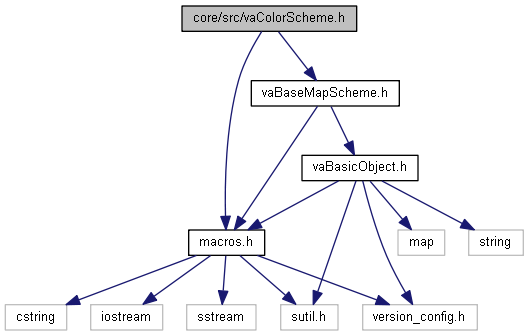 core/src/vaColorScheme.h
vaBaseMapScheme.h
vaBasicObject.h
macros.h
map
string
cstring
iostream
sstream
sutil.h
version_config.h